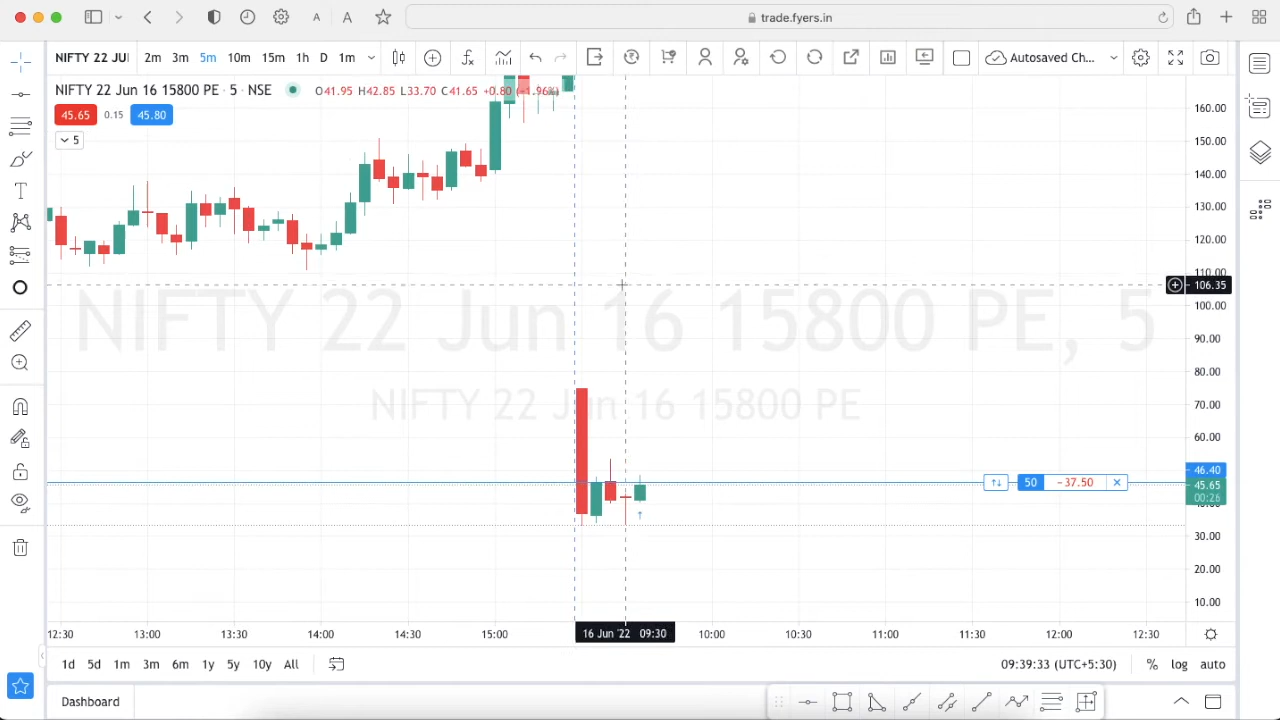 trade.fyers.in
NIFTY 22 JUI 2m 3m 5m 10m 15m 1h D 1m Autosaved Ch...
NIFTY 22 Jun 16 15800 PE · 5 · NSE O41.95 H42.85 L33.70 C41.65 +0.80 (−1.96%)
45.65 0.15 45.80
5
160.00
150.00
140.00
130.00
120.00
110.00
106.35
100.00
90.00
80.00
70.00
60.00
46.40
50 −37.50
45.65
00:26
30.00
20.00
10.00
NIFTY 22 Jun 16 15800 PE, 5
NIFTY 22 Jun 16 15800 PE
12:30 13:00 13:30 14:00 14:30 15:00 16 Jun '22 09:30 10:00 10:30 11:00 11:30 12:00 12:30
1d 5d 1m 3m 6m 1y 5y 10y All 09:39:33 (UTC+5:30) % log auto
Dashboard